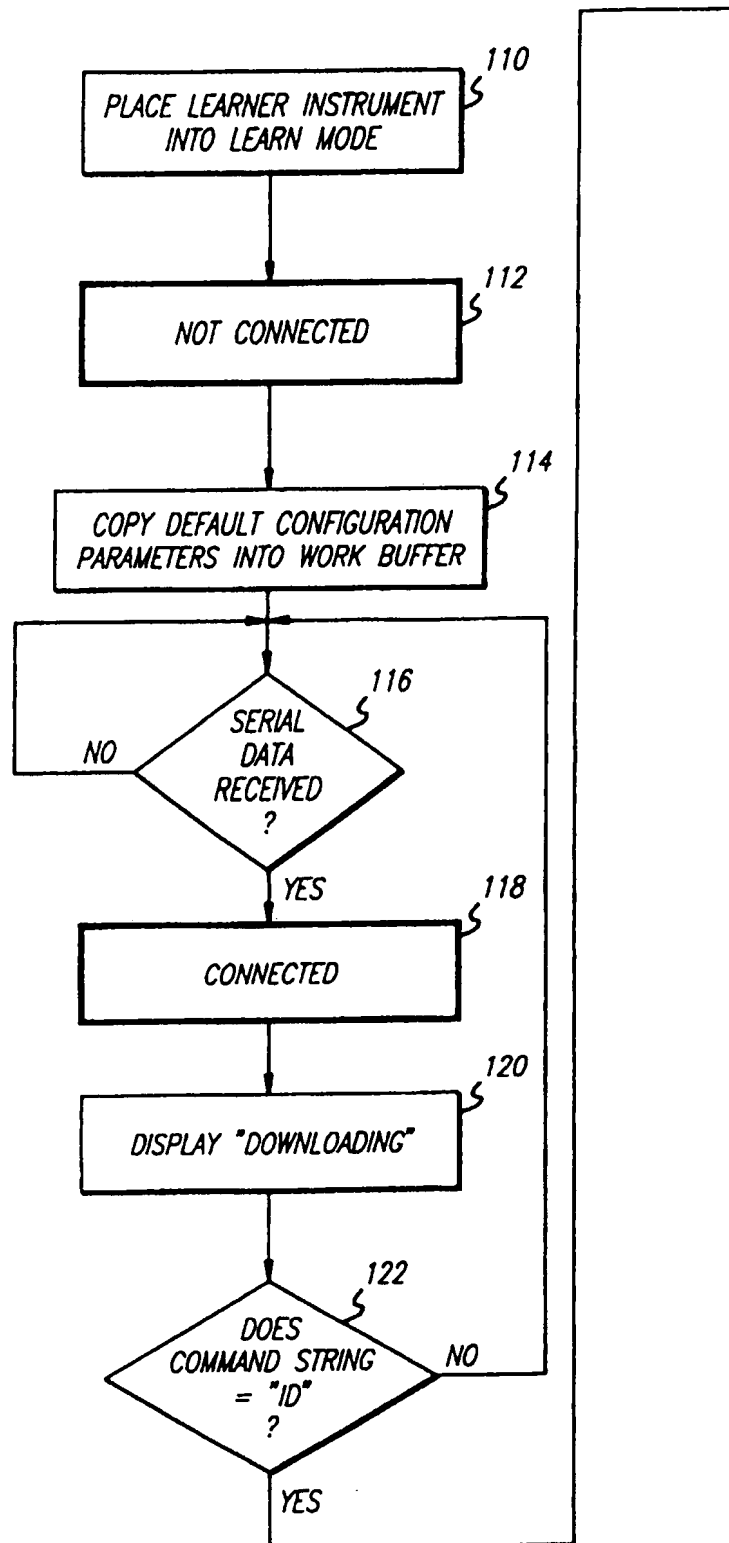 110
PLACE LEARNER INSTRUMENT
INTO LEARN MODE
112
NOT CONNECTED
114
COPY DEFAULT CONFIGURATION
PARAMETERS INTO WORK BUFFER
116
SERIAL
DATA
RECEIVED
?
NO
YES
118
CONNECTED
120
DISPLAY "DOWNLOADING"
122
DOES
COMMAND STRING
= "ID"
?
NO
YES